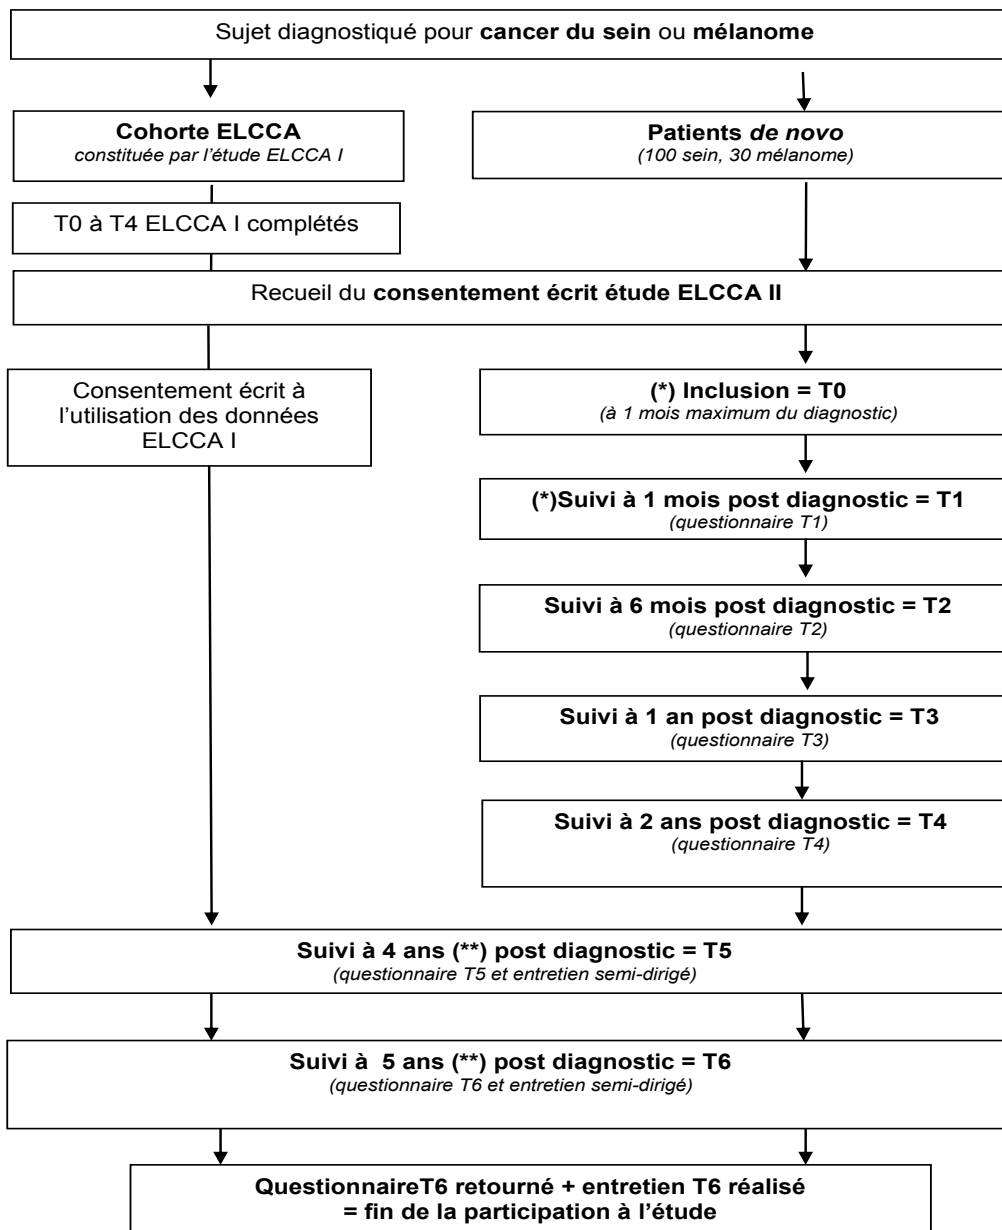 Sujet diagnostiqué pour cancer du sein ou mélanome
Cohorte ELCCA
constituée par l'étude ELCCA I
Patients de novo
(100 sein, 30 mélanome)
T0 à T4 ELCCA I complétés
Recueil du consentement écrit étude ELCCA II
Consentement écrit à
l'utilisation des données
ELCCA I
(*) Inclusion = T0
(à 1 mois maximum du diagnostic)
(*)Suivi à 1 mois post diagnostic = T1
(questionnaire T1)
Suivi à 6 mois post diagnostic = T2
(questionnaire T2)
Suivi à 1 an post diagnostic = T3
(questionnaire T3)
Suivi à 2 ans post diagnostic = T4
(questionnaire T4)
Suivi à 4 ans (**) post diagnostic = T5
(questionnaire T5 et entretien semi-dirigé)
Suivi à 5 ans (**) post diagnostic = T6
(questionnaire T6 et entretien semi-dirigé)
QuestionnaireT6 retourné + entretien T6 réalisé
= fin de la participation à l'étude